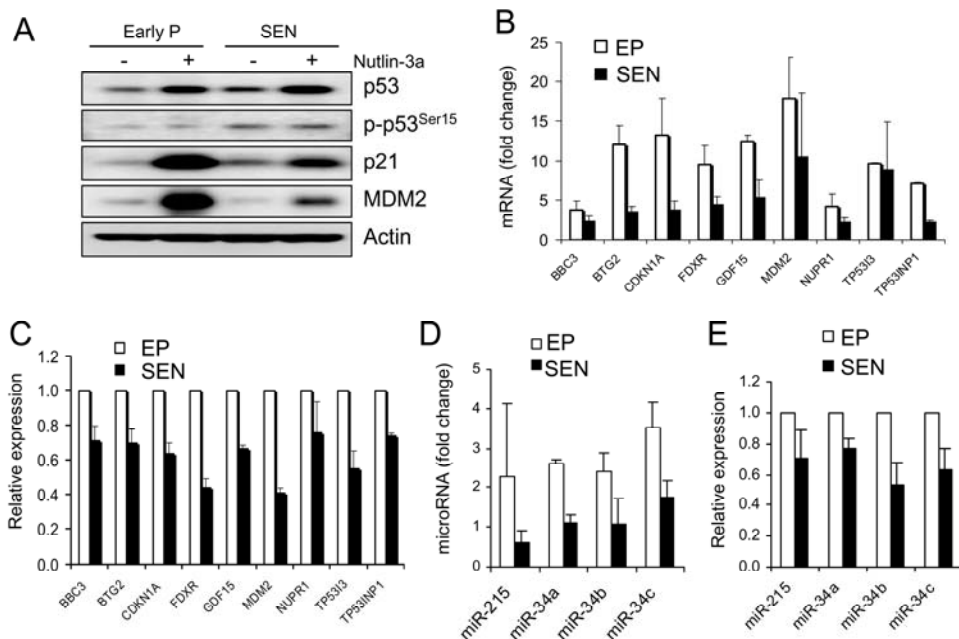 A
Early P SEN
- + - + Nutlin-3a
p53
p-p53Ser15
p21
MDM2
Actin
B
mRNA (fold change)
25
20
15
10
5
0
EP
SEN
BBC3 BTG2 CDKN1A FDXR GDF15 MDM2 NUPR1 TP53I3 TP53INP1
C
Relative expression
EP
SEN
1.2
1.0
0.8
0.6
0.4
0.2
0.0
BBC3 BTG2 CDKN1A FDXR GDF15 MDM2 NUPR1 TP53I3 TP53INP1
D
microRNA (fold change)
EP
SEN
5
4
3
2
1
0
miR-215 miR-34a miR-34b miR-34c
E
Relative expression
EP
SEN
1.2
1.0
0.8
0.6
0.4
0.2
0.0
miR-215 miR-34a miR-34b miR-34c